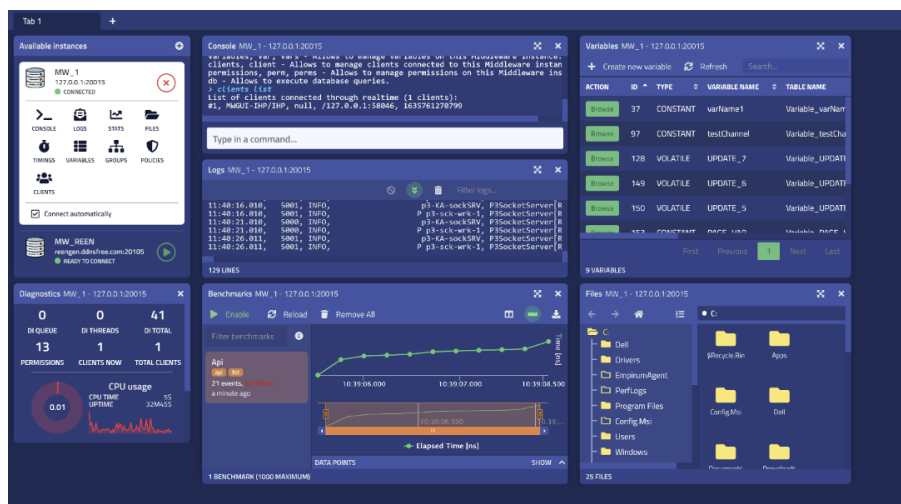 Tab 1
+
Available instances
MW_1
127.0.0.1:20015
CONNECTED
CONSOLE LOGS STATS FILES
TIMINGS VARIABLES GROUPS POLICIES
CLIENTS
Connect automatically
MW_REEN
reengen.ddnsfree.com:20105
READY TO CONNECT
Console MW_1 - 127.0.0.1:20015
variables, var, vars - Allows to manage variables on this Middleware instance.
clients, client - Allows to manage clients connected to this Middleware instan
permissions, perm, perms - Allows to manage permissions on this Middleware ins
db - Allows to execute database queries.
> clients list
List of clients connected through realtime (1 clients):
#1, MWGUI-IHP/IHP, null, /127.0.0.1:58046, 1635761270799
Type in a command...
Logs MW_1 - 127.0.0.1:20015
Filter logs...
11:40:16.010, 5001, INFO, p3-KA-sockSRV, P3SocketServer[R
11:40:16.010, 5001, INFO, P p3-sck-wrk-1, P3SocketServer[R
11:40:21.010, 5000, INFO, p3-KA-sockSRV, P3SocketServer[R
11:40:21.010, 5000, INFO, P p3-sck-wrk-1, P3SocketServer[R
11:40:26.011, 5001, INFO, p3-KA-sockSRV, P3SocketServer[R
11:40:26.011, 5001, INFO, P p3-sck-wrk-1, P3SocketServer[R
129 LINES
Variables MW_1 - 127.0.0.1:20015
+ Create new variable Refresh Search...
ACTION ID TYPE VARIABLE NAME TABLE NAME
Browse 37 CONSTANT varName1 Variable_varNam
Browse 97 CONSTANT testChannel Variable_testCha
Browse 128 VOLATILE UPDATE_7 Variable_UPDATI
Browse 149 VOLATILE UPDATE_6 Variable_UPDATI
Browse 150 VOLATILE UPDATE_5 Variable_UPDATI
Browse 153 CONSTANT PAGE_VAR
First Previous 1 Next Last
9 VARIABLES
Diagnostics MW_1 - 127.0.0.1:20015
0 0 41
DI QUEUE DI THREADS DI TOTAL
13 1 1
PERMISSIONS CLIENTS NOW TOTAL CLIENTS
CPU usage
0.01
CPU TIME 5S
UPTIME 32M45S
Benchmarks MW_1 - 127.0.0.1:20015
Enable Reload Remove All
Filter benchmarks
Api
api
21 events,
a minute ago
Time [ns]
10:39:06.000 10:39:07.000 10:39:08.500
10:39:06.500 10:39:...
Elapsed Time [ns]
DATA POINTS SHOW
1 BENCHMARK (1000 MAXIMUM)
Files MW_1 - 127.0.0.1:20015
C:
C:
Dell
Drivers
EmpirumAgent
PerfLogs
Program Files
Config.Msi
Users
Windows
$Recycle.Bin Apps
Config.Msi Dell
Documents Downloads
25 FILES